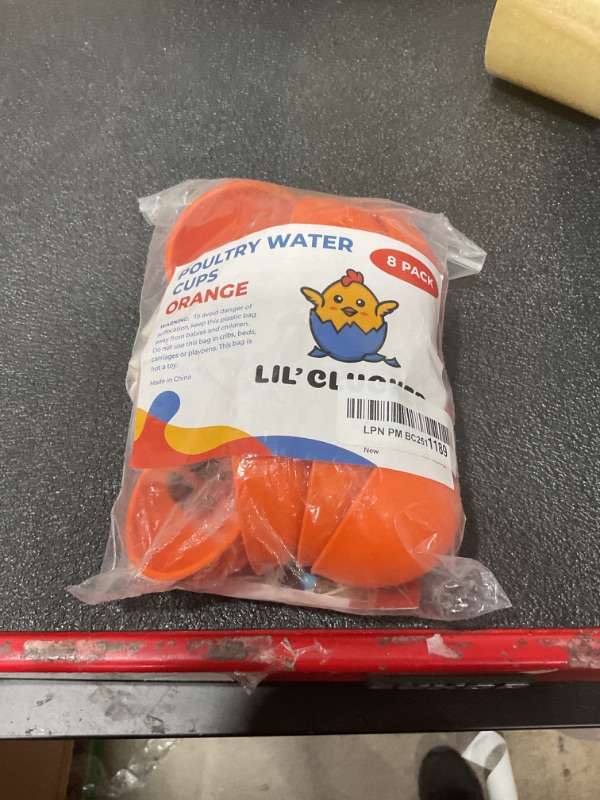 POULTRY WATER
CUPS
ORANGE
8 PACK
WARNING: To avoid danger of
suffocation, keep this plastic bag
away from babies and children.
Do not use this bag in cribs, beds,
carriages or playpens. This bag is
not a toy.
Made in China
LIL'
LPN PM BC2511189
New